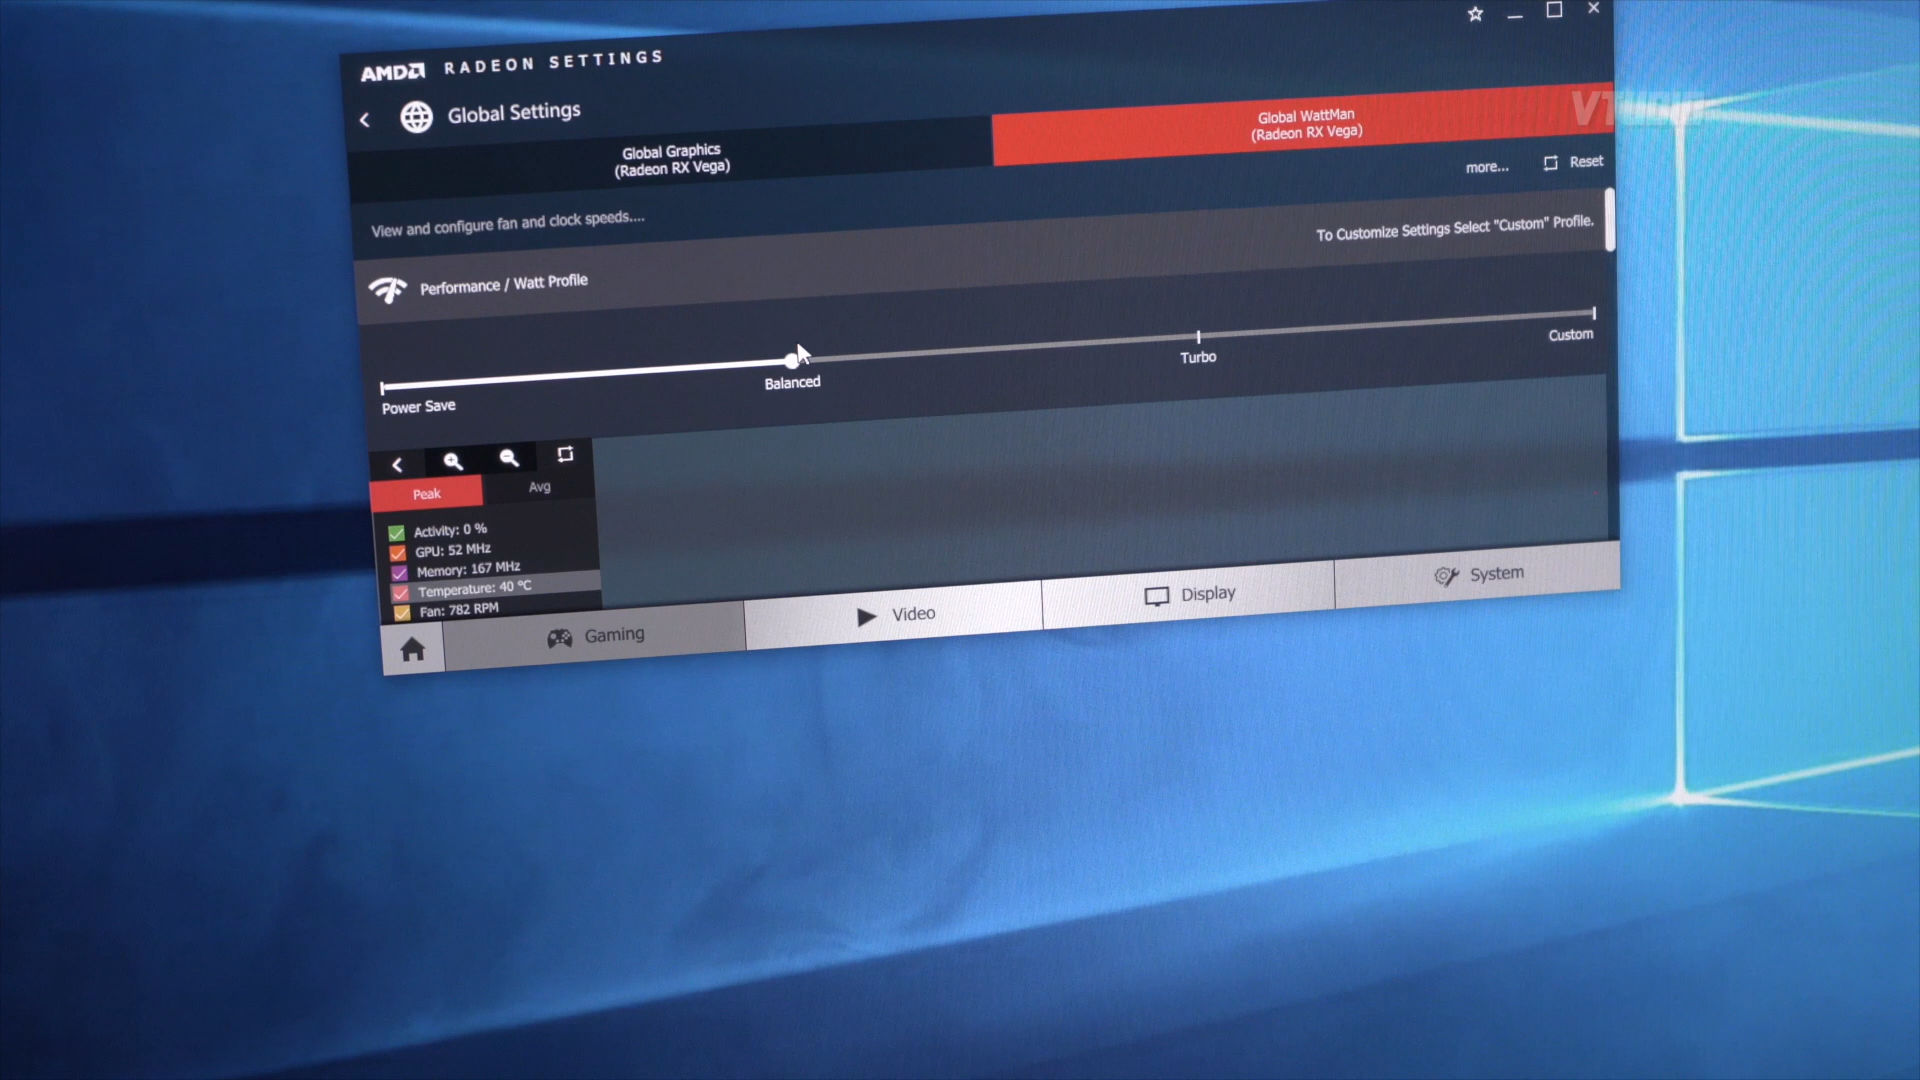 AMD RADEON SETTINGS
Global Settings
Global Graphics
(Radeon RX Vega)
Global WattMan
(Radeon RX Vega)
more...
Reset
View and configure fan and clock speeds....
To Customize Settings Select "Custom" Profile.
Performance / Watt Profile
Power Save
Balanced
Turbo
Custom
Peak
Avg
Activity: 0 %
GPU: 52 MHz
Memory: 167 MHz
Temperature: 40 °C
Fan: 782 RPM
Gaming
Video
Display
System